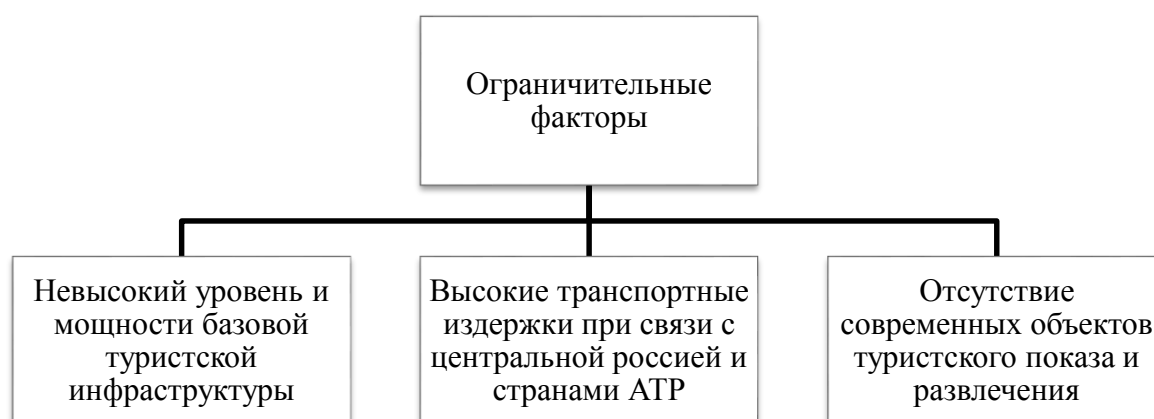 Ограничительные
факторы
Невысокий уровень и
мощности базовой
туристской
инфраструктуры
Высокие транспортные
издержки при связи с
центральной россией и
странами АТР
Отсутствие
современных объектов
туристского показа и
развлечения